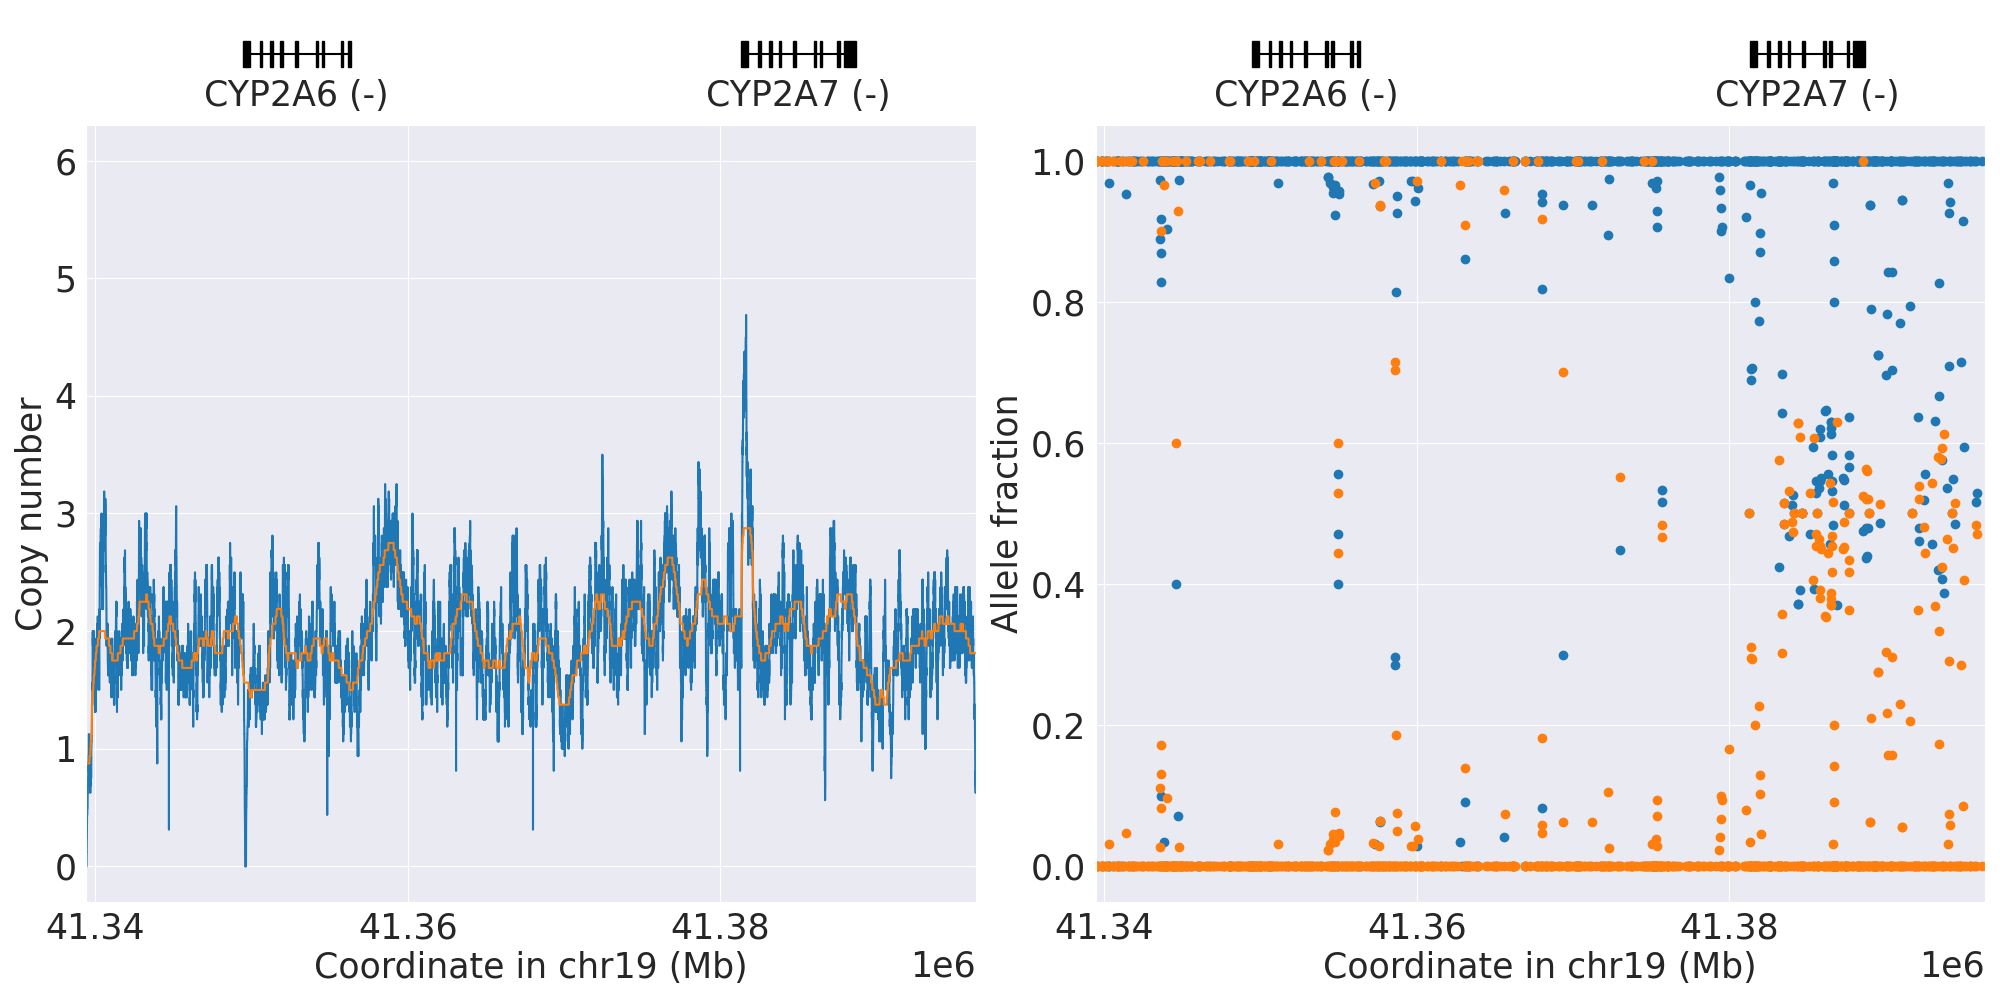 CYP2A6 (-)
CYP2A7 (-)
Copy number
6
5
4
3
2
1
0
41.34
41.36
41.38
Coordinate in chr19 (Mb)
1e6
CYP2A6 (-)
CYP2A7 (-)
Allele fraction
1.0
0.8
0.6
0.4
0.2
0.0
41.34
41.36
41.38
Coordinate in chr19 (Mb)
1e6